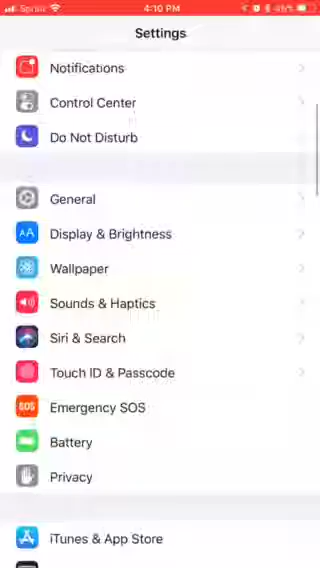 Sprint
4:10 PM
Settings
Notifications
Control Center
Do Not Disturb
General
AA
Display & Brightness
Wallpaper
Sounds & Haptics
Siri & Search
Touch ID & Passcode
SOS
Emergency SOS
Battery
Privacy
iTunes & App Store